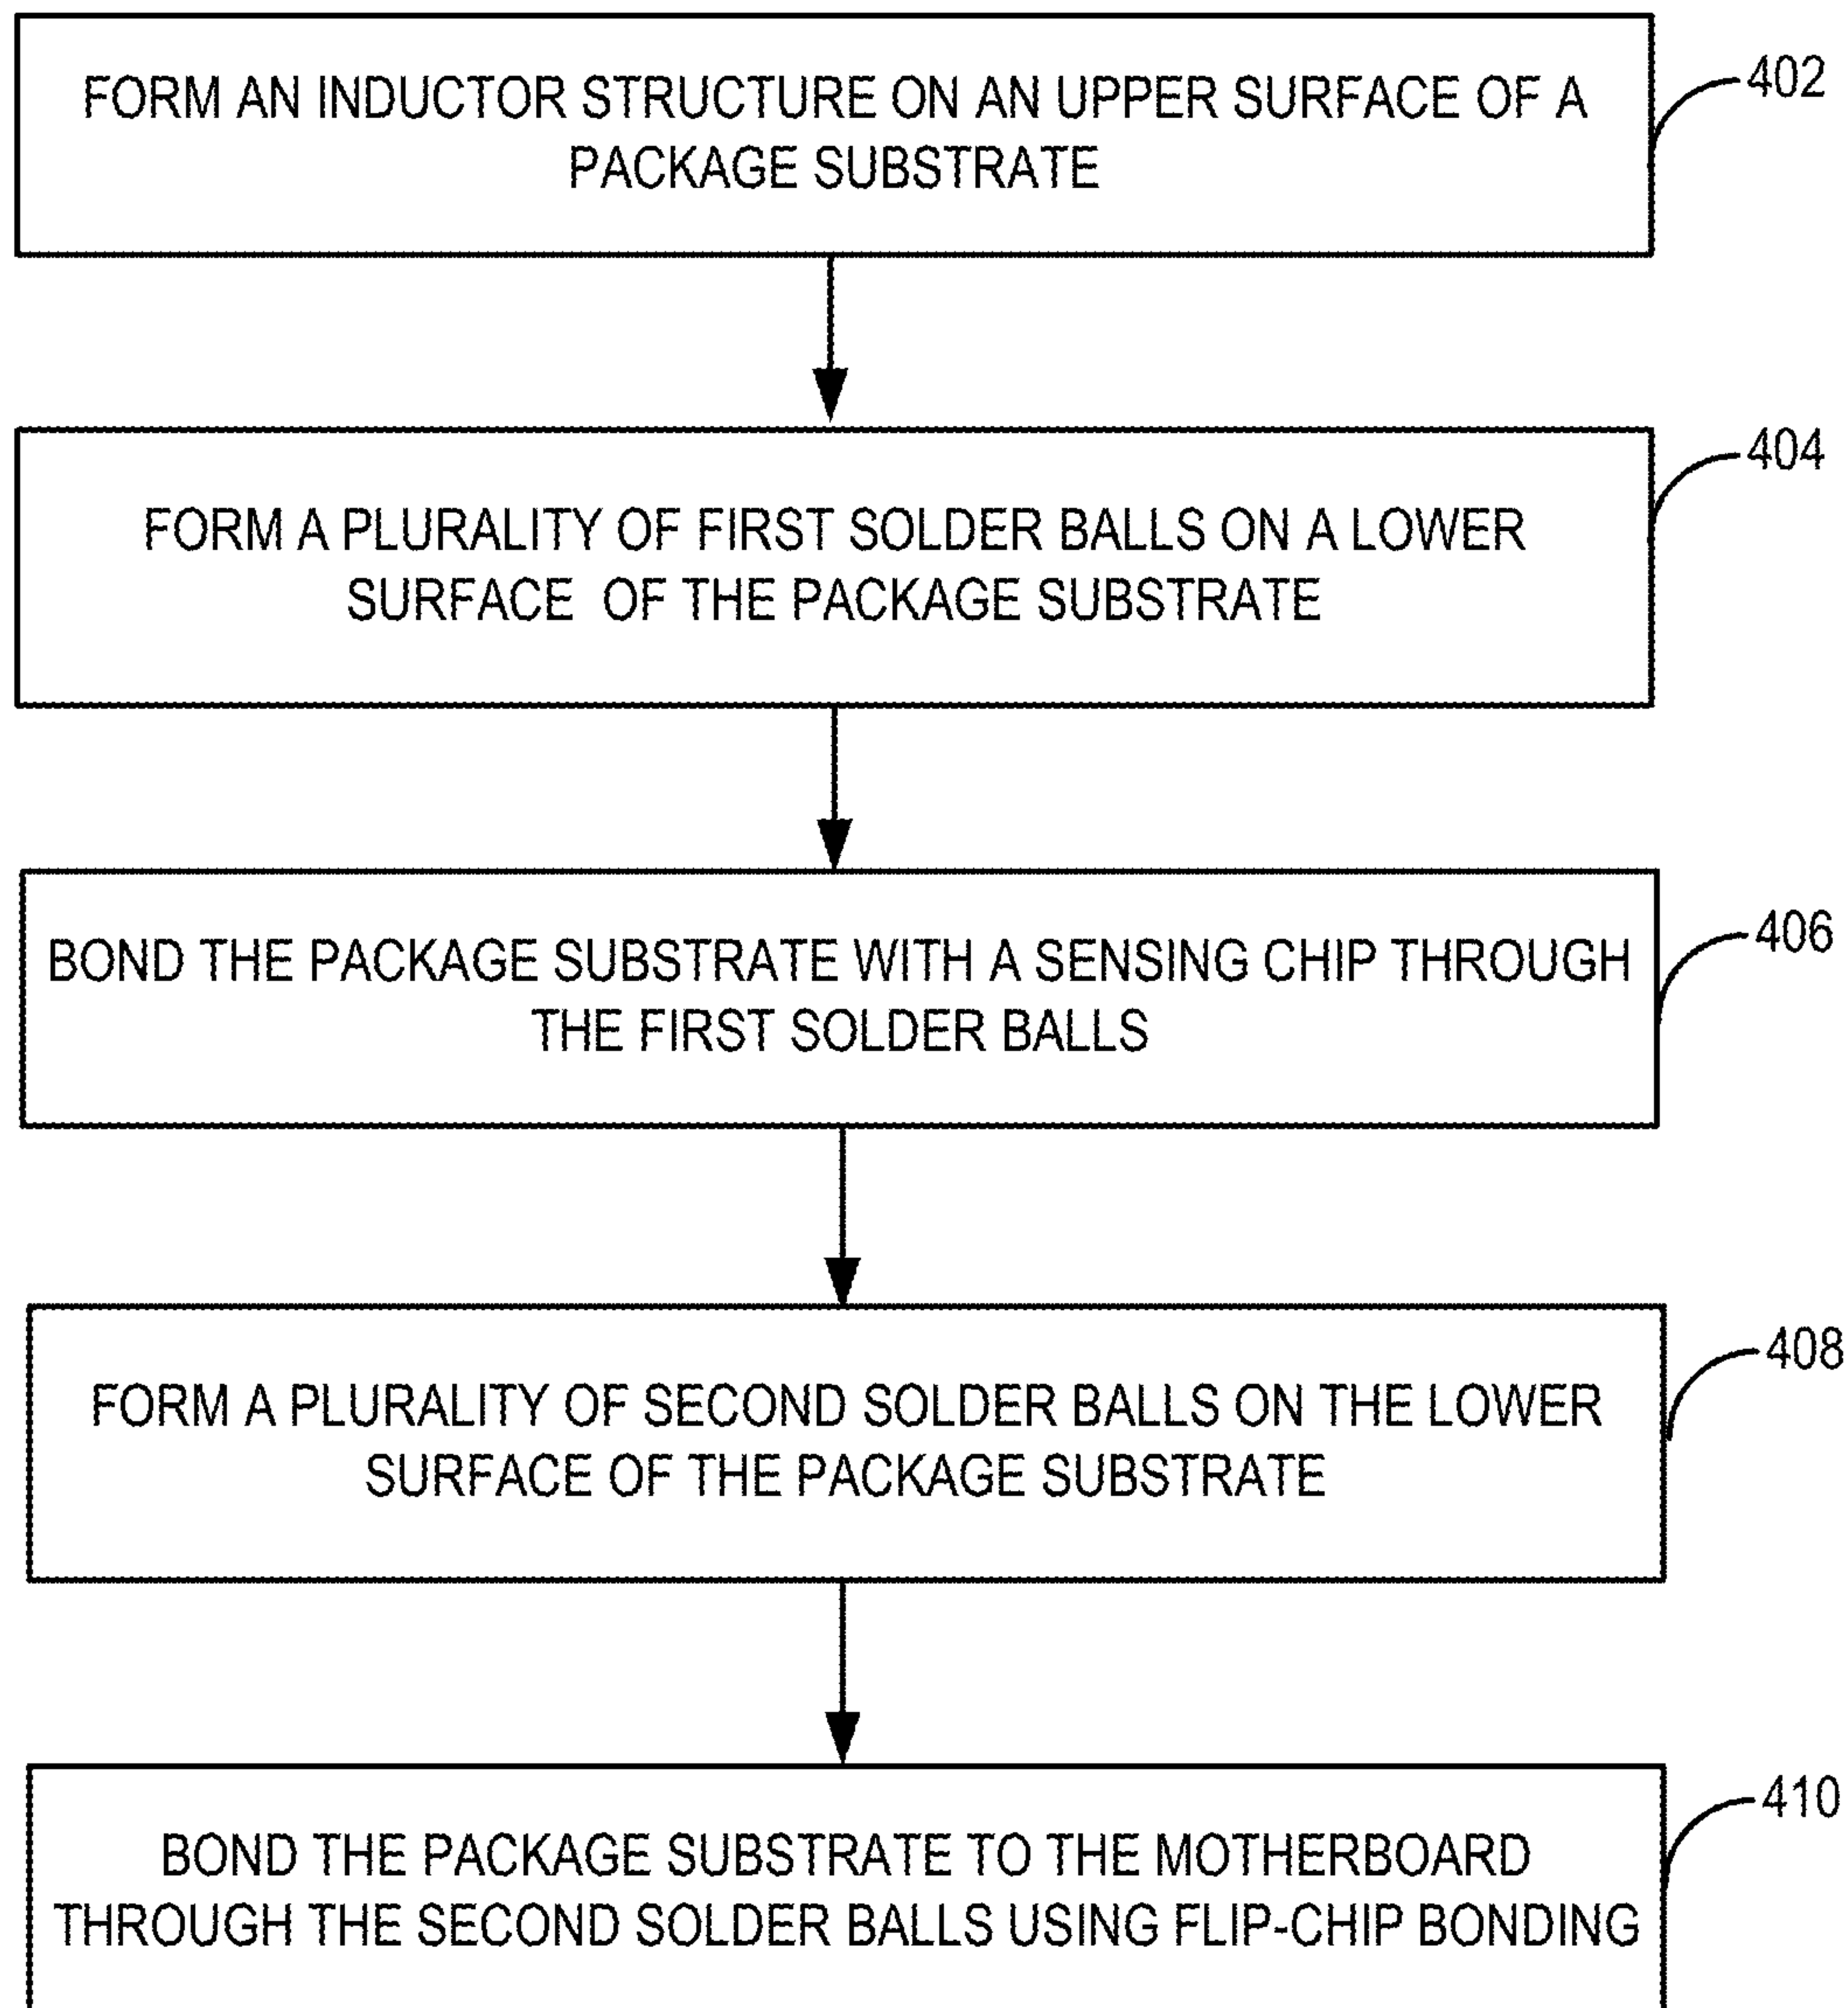 FORM AN INDUCTOR STRUCTURE ON AN UPPER SURFACE OF A
PACKAGE SUBSTRATE
402
FORM A PLURALITY OF FIRST SOLDER BALLS ON A LOWER
SURFACE OF THE PACKAGE SUBSTRATE
404
BOND THE PACKAGE SUBSTRATE WITH A SENSING CHIP THROUGH
THE FIRST SOLDER BALLS
406
FORM A PLURALITY OF SECOND SOLDER BALLS ON THE LOWER
SURFACE OF THE PACKAGE SUBSTRATE
408
BOND THE PACKAGE SUBSTRATE TO THE MOTHERBOARD
THROUGH THE SECOND SOLDER BALLS USING FLIP-CHIP BONDING
410